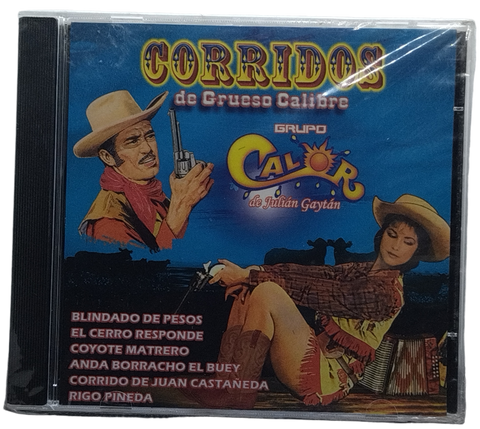 CORRIDOS
de Grueso Calibre
GRUPO
CALOR
de Julián Gaytán
BLINDADO DE PESOS
EL CERRO RESPONDE
COYOTE MATRERO
ANDA BORRACHO EL BUEY
CORRIDO DE JUAN CASTAÑEDA
RIGO PIÑEDA